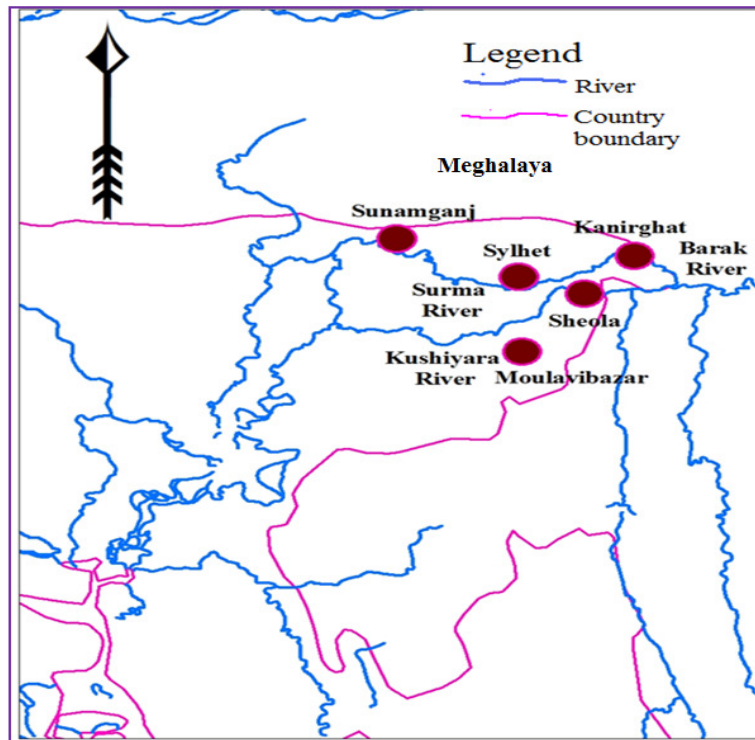 Legend
River
Country
boundary
Meghalaya
Sunamganj
Kanirghat
Sylhet
Barak
River
Surma
River
Sheola
Kushiyara
River
Moulavibazar